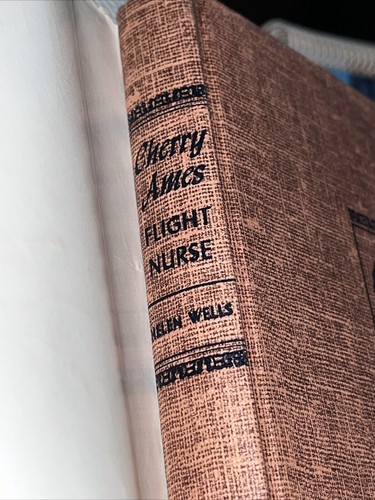 Cherry
Ames
FLIGHT
NURSE
HELEN WELLS